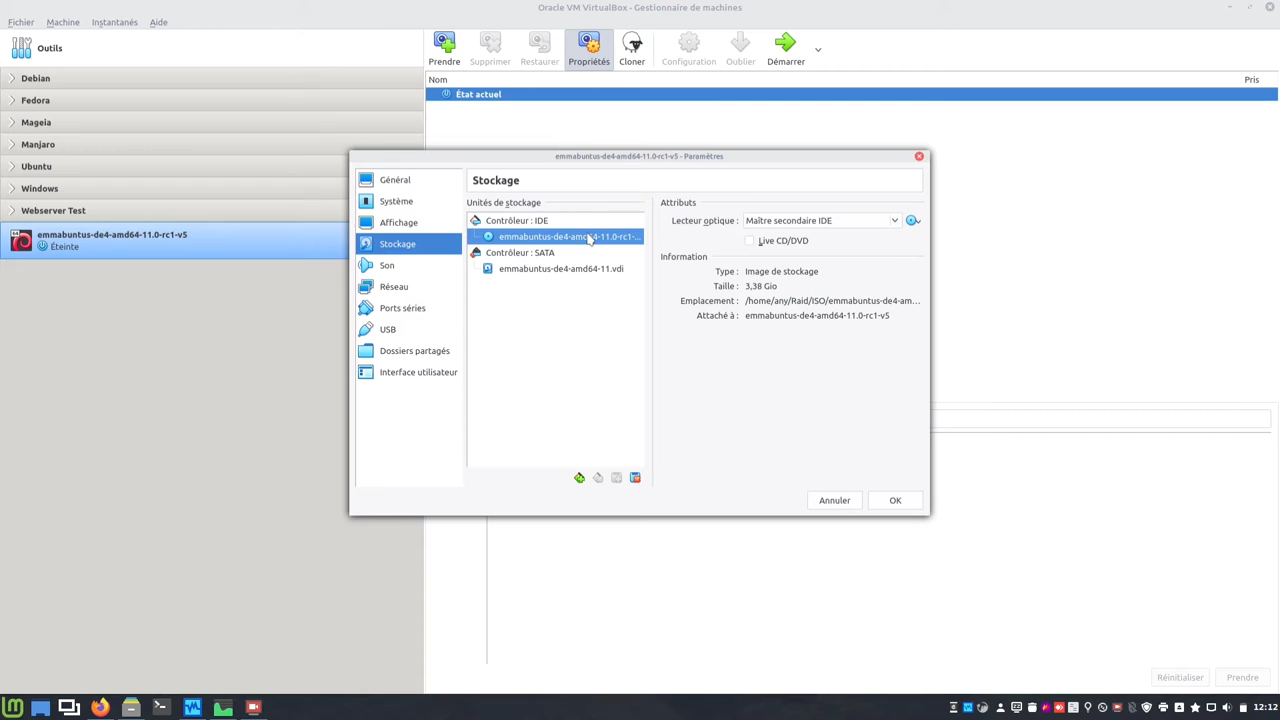 Oracle VM VirtualBox - Gestionnaire de machines
Fichier Machine Instantanés Aide
Outils
Prendre Supprimer Restaurer Propriétés Cloner Configuration Oublier Démarrer
Nom Pris
État actuel
Debian
Fedora
Mageia
Manjaro
Ubuntu
Windows
Webserver Test
emmabuntus-de4-amd64-11.0-rc1-v5
Éteinte
emmabuntus-de4-amd64-11.0-rc1-v5 - Paramètres
Général
Système
Affichage
Stockage
Son
Réseau
Ports séries
USB
Dossiers partagés
Interface utilisateur
Stockage
Unités de stockage
Contrôleur : IDE
emmabuntus-de4-amd64-11.0-rc1-...
Contrôleur : SATA
emmabuntus-de4-amd64-11.vdi
Attributs
Lecteur optique : Maître secondaire IDE
Live CD/DVD
Information
Type : Image de stockage
Taille : 3,38 Gio
Emplacement : /home/any/Raid/ISO/emmabuntus-de4-am...
Attaché à : emmabuntus-de4-amd64-11.0-rc1-v5
Annuler OK
Réinitialiser Prendre
12:12